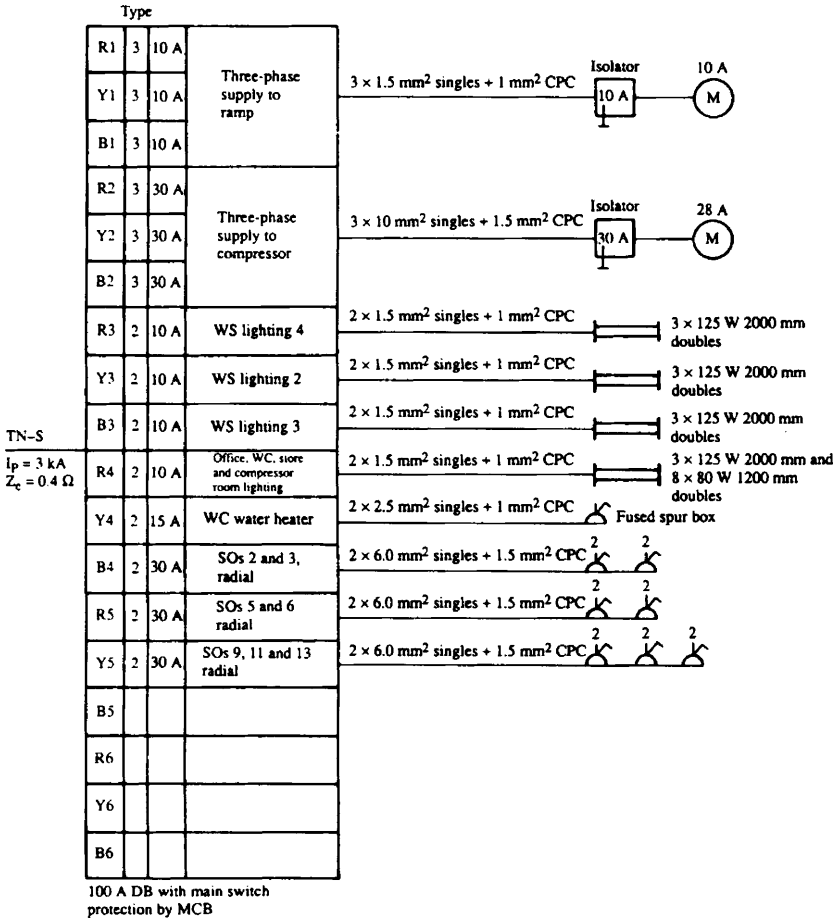 Type
R1 3 10 A
Y1 3 10 A
B1 3 10 A
Three-phase
supply to
ramp
3 × 1.5 mm² singles + 1 mm² CPC
Isolator
10 A
10 A
M
R2 3 30 A
Y2 3 30 A
B2 3 30 A
Three-phase
supply to
compressor
3 × 10 mm² singles + 1.5 mm² CPC
Isolator
30 A
28 A
M
R3 2 10 A WS lighting 4
2 × 1.5 mm² singles + 1 mm² CPC
3 × 125 W 2000 mm
doubles
Y3 2 10 A WS lighting 2
2 × 1.5 mm² singles + 1 mm² CPC
3 × 125 W 2000 mm
doubles
B3 2 10 A WS lighting 3
2 × 1.5 mm² singles + 1 mm² CPC
3 × 125 W 2000 mm
doubles
TN–S
I_P = 3 kA
Z_e = 0.4 Ω
R4 2 10 A
Office, WC, store
and compressor
room lighting
2 × 1.5 mm² singles + 1 mm² CPC
3 × 125 W 2000 mm and
8 × 80 W 1200 mm
doubles
Y4 2 15 A WC water heater
2 × 2.5 mm² singles + 1 mm² CPC
Fused spur box
B4 2 30 A
SOs 2 and 3,
radial
2 × 6.0 mm² singles + 1.5 mm² CPC
2 2
R5 2 30 A
SOs 5 and 6
radial
2 × 6.0 mm² singles + 1.5 mm² CPC
2 2
Y5 2 30 A
SOs 9, 11 and 13
radial
2 × 6.0 mm² singles + 1.5 mm² CPC
2 2 2
B5
R6
Y6
B6
100 A DB with main switch
protection by MCB